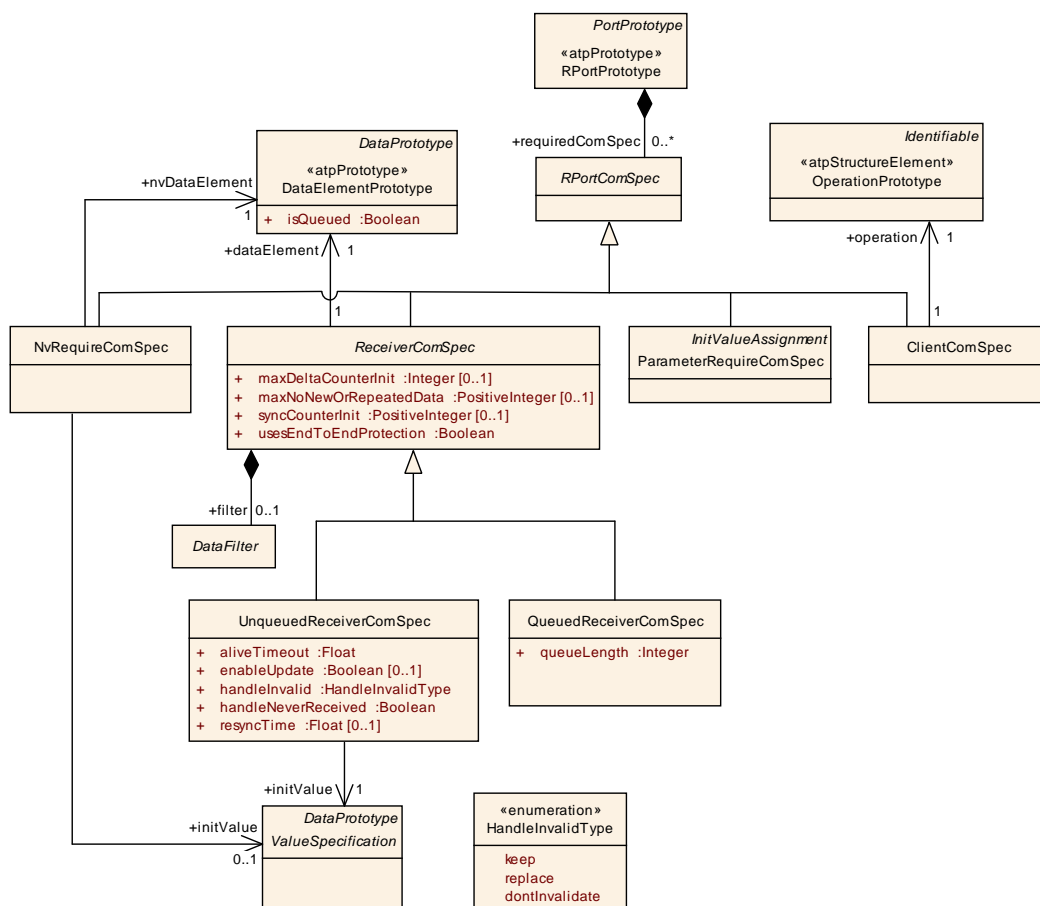 PortPrototype
«atpPrototype»
RPortPrototype
+requiredComSpec 0..*
DataPrototype
«atpPrototype»
DataElementPrototype
+ isQueued :Boolean
RPortComSpec
Identifiable
«atpStructureElement»
OperationPrototype
+nvDataElement
1
+dataElement 1
+operation 1
1
1
NvRequireComSpec
ReceiverComSpec
+ maxDeltaCounterInit :Integer [0..1]
+ maxNoNewOrRepeatedData :PositiveInteger [0..1]
+ syncCounterInit :PositiveInteger [0..1]
+ usesEndToEndProtection :Boolean
InitValueAssignment
ParameterRequireComSpec
ClientComSpec
+filter 0..1
DataFilter
UnqueuedReceiverComSpec
+ aliveTimeout :Float
+ enableUpdate :Boolean [0..1]
+ handleInvalid :HandleInvalidType
+ handleNeverReceived :Boolean
+ resyncTime :Float [0..1]
QueuedReceiverComSpec
+ queueLength :Integer
+initValue 1
+initValue
0..1
DataPrototype
ValueSpecification
«enumeration»
HandleInvalidType
keep
replace
dontInvalidate